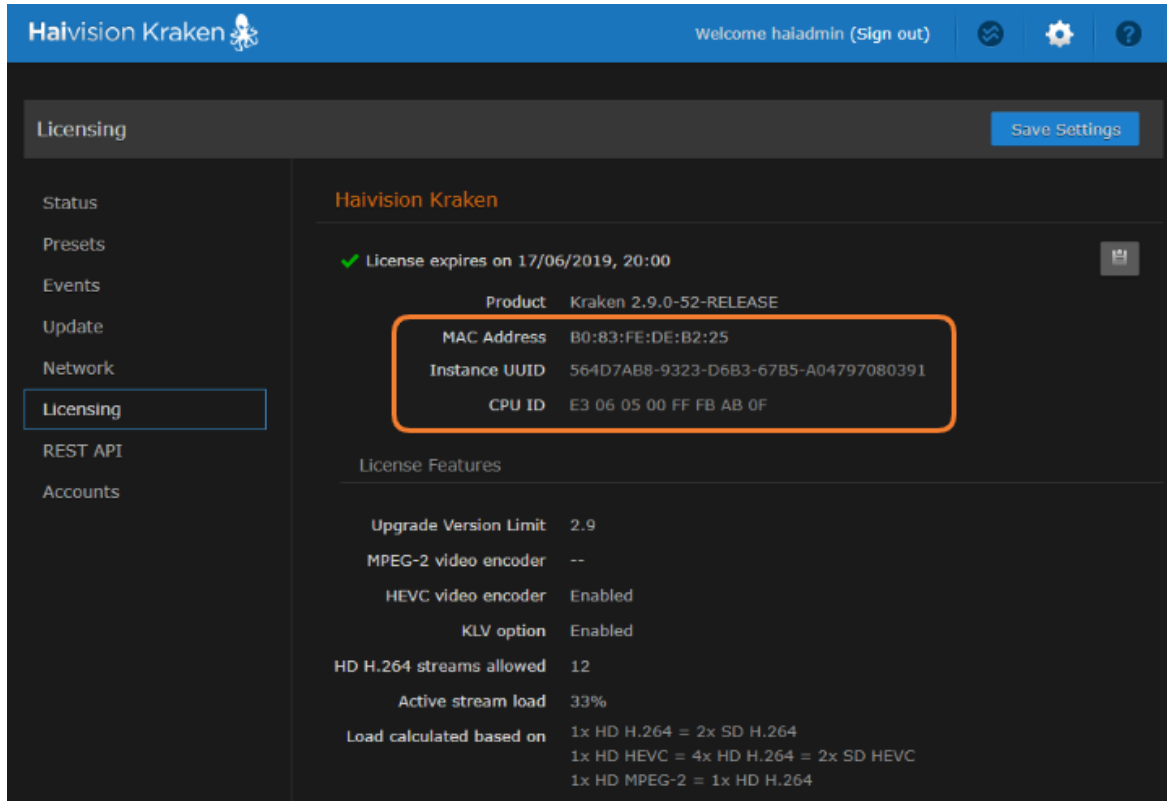 Haivision Kraken
Welcome haiadmin (Sign out)
Licensing
Save Settings
Status
Presets
Events
Update
Network
Licensing
REST API
Accounts
Haivision Kraken
License expires on 17/06/2019, 20:00
Product Kraken 2.9.0-52-RELEASE
MAC Address B0:83:FE:DE:B2:25
Instance UUID 564D7AB8-9323-D6B3-67B5-A04797080391
CPU ID E3 06 05 00 FF FB AB 0F
License Features
Upgrade Version Limit 2.9
MPEG-2 video encoder --
HEVC video encoder Enabled
KLV option Enabled
HD H.264 streams allowed 12
Active stream load 33%
Load calculated based on 1x HD H.264 = 2x SD H.264
1x HD HEVC = 4x HD H.264 = 2x SD HEVC
1x HD MPEG-2 = 1x HD H.264